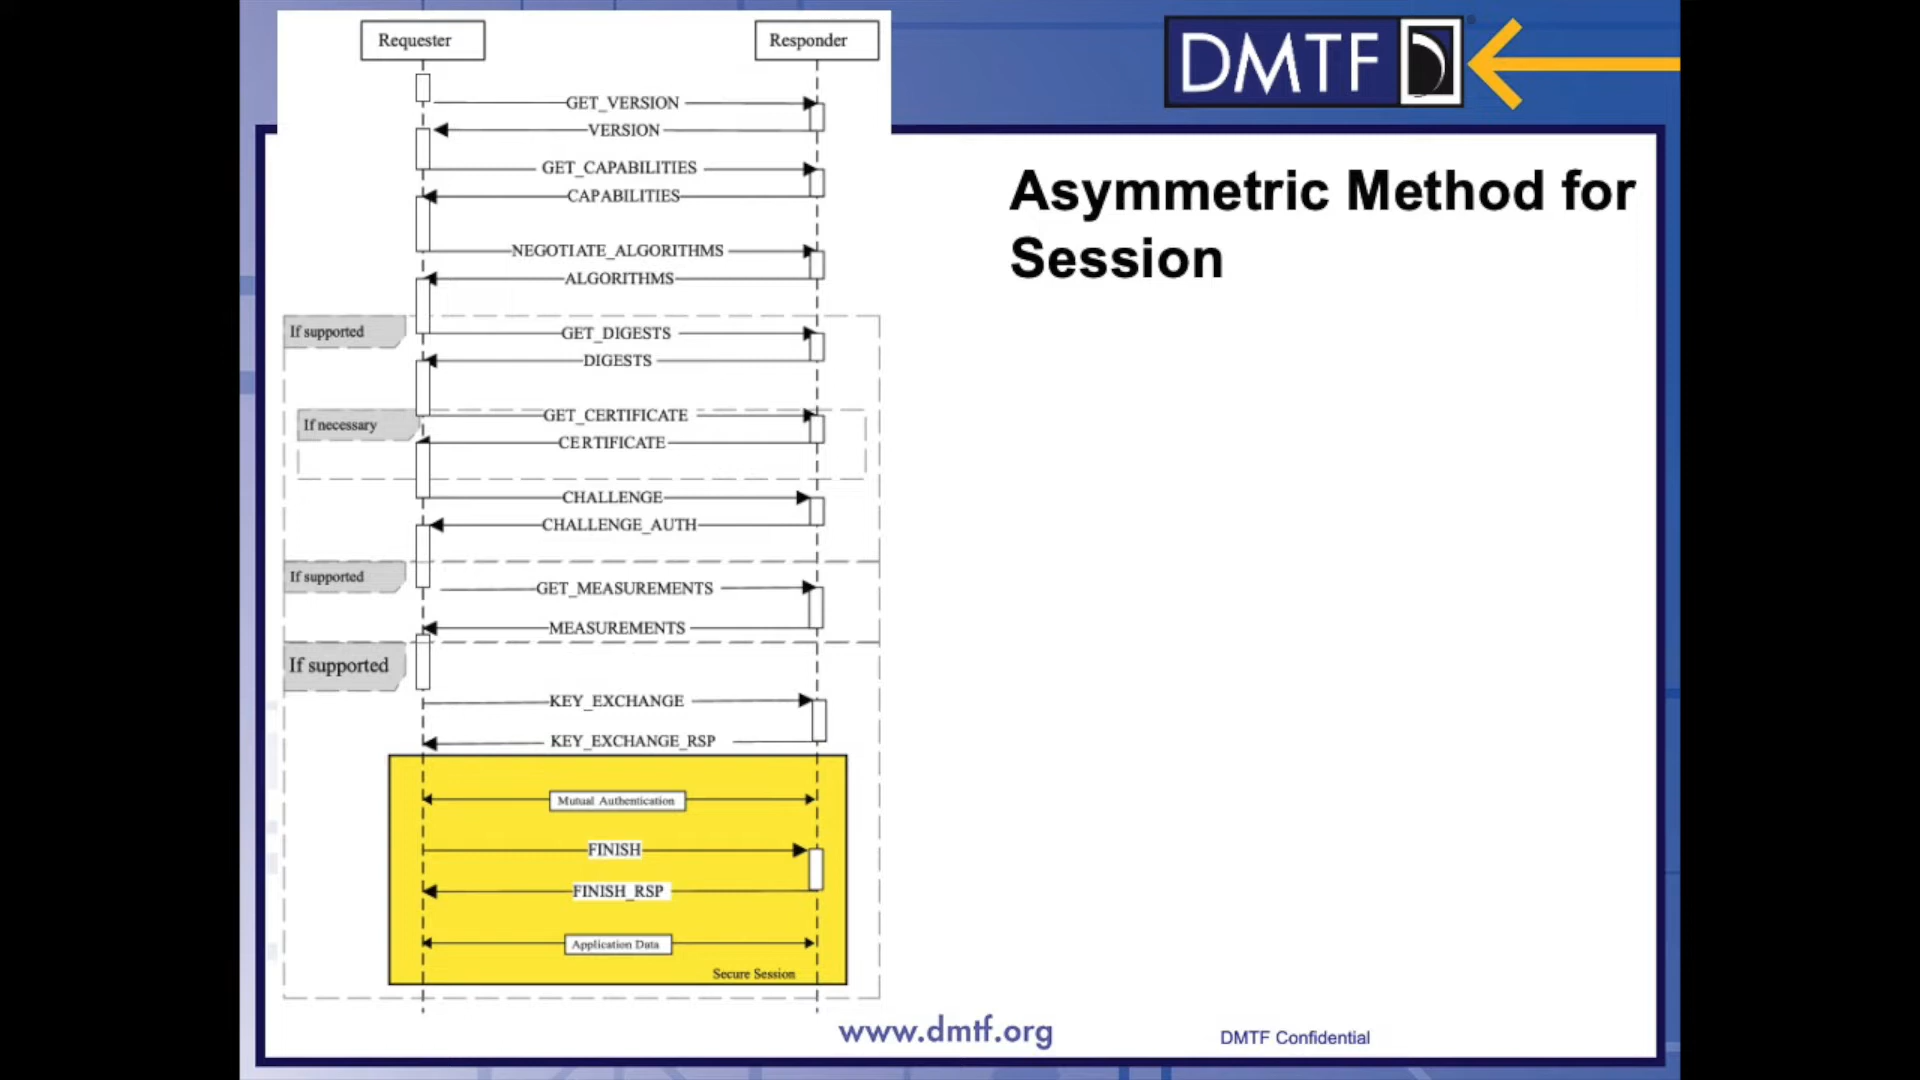 Requester
Responder
GET_VERSION
VERSION
GET_CAPABILITIES
CAPABILITIES
NEGOTIATE_ALGORITHMS
ALGORITHMS
If supported
GET_DIGESTS
DIGESTS
If necessary
GET_CERTIFICATE
CERTIFICATE
CHALLENGE
CHALLENGE_AUTH
If supported
GET_MEASUREMENTS
MEASUREMENTS
If supported
KEY_EXCHANGE
KEY_EXCHANGE_RSP
Mutual Authentication
FINISH
FINISH_RSP
Application Data
Secure Session
DMTF
Asymmetric Method for
Session
www.dmtf.org
DMTF Confidential